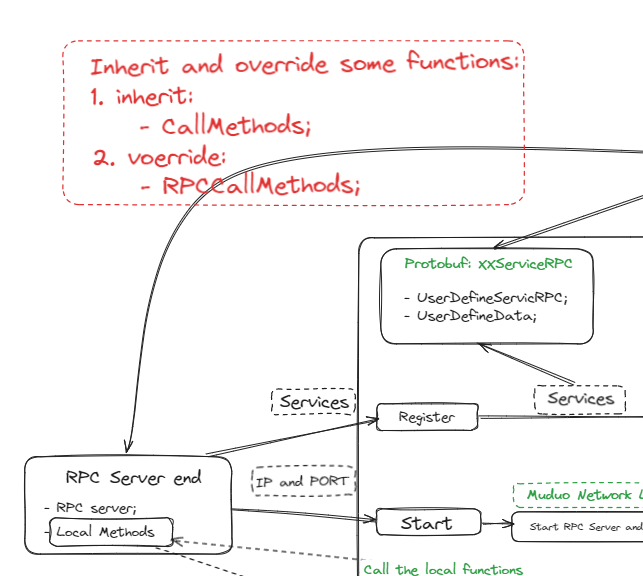 Inherit and override some functions:
1. inherit:
- CallMethods;
2. voerride:
- RPCCallMethods;
Protobuf: XXServiceRPC
- UserDefineServicRPC;
- UserDefineData;
Services
Services
Register
RPC Server end
- RPC server;
- Local Methods
IP and PORT
Muduo Network L
Start
Start RPC Server and
Call the local functions